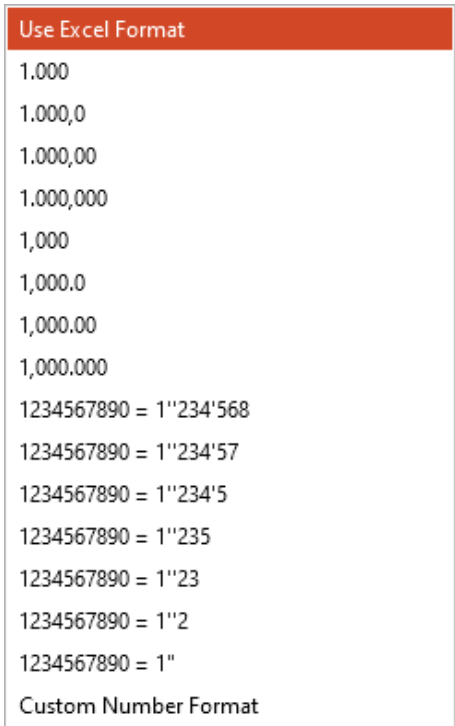 Use Excel Format
1.000
1.000,0
1.000,00
1.000,000
1,000
1,000.0
1,000.00
1,000.000
1234567890 = 1''234'568
1234567890 = 1''234'57
1234567890 = 1''234'5
1234567890 = 1''235
1234567890 = 1''23
1234567890 = 1''2
1234567890 = 1"
Custom Number Format